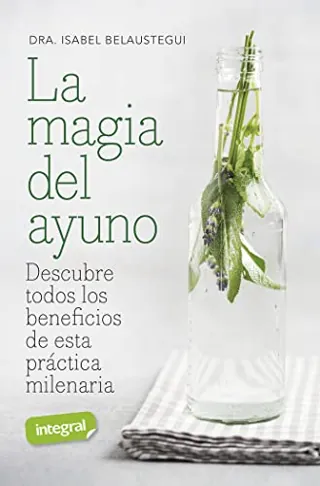 DRA. ISABEL BELAUSTEGUI
La
magia
del
ayuno
Descubre
todos los
beneficios
de esta
práctica
milenaria
integral